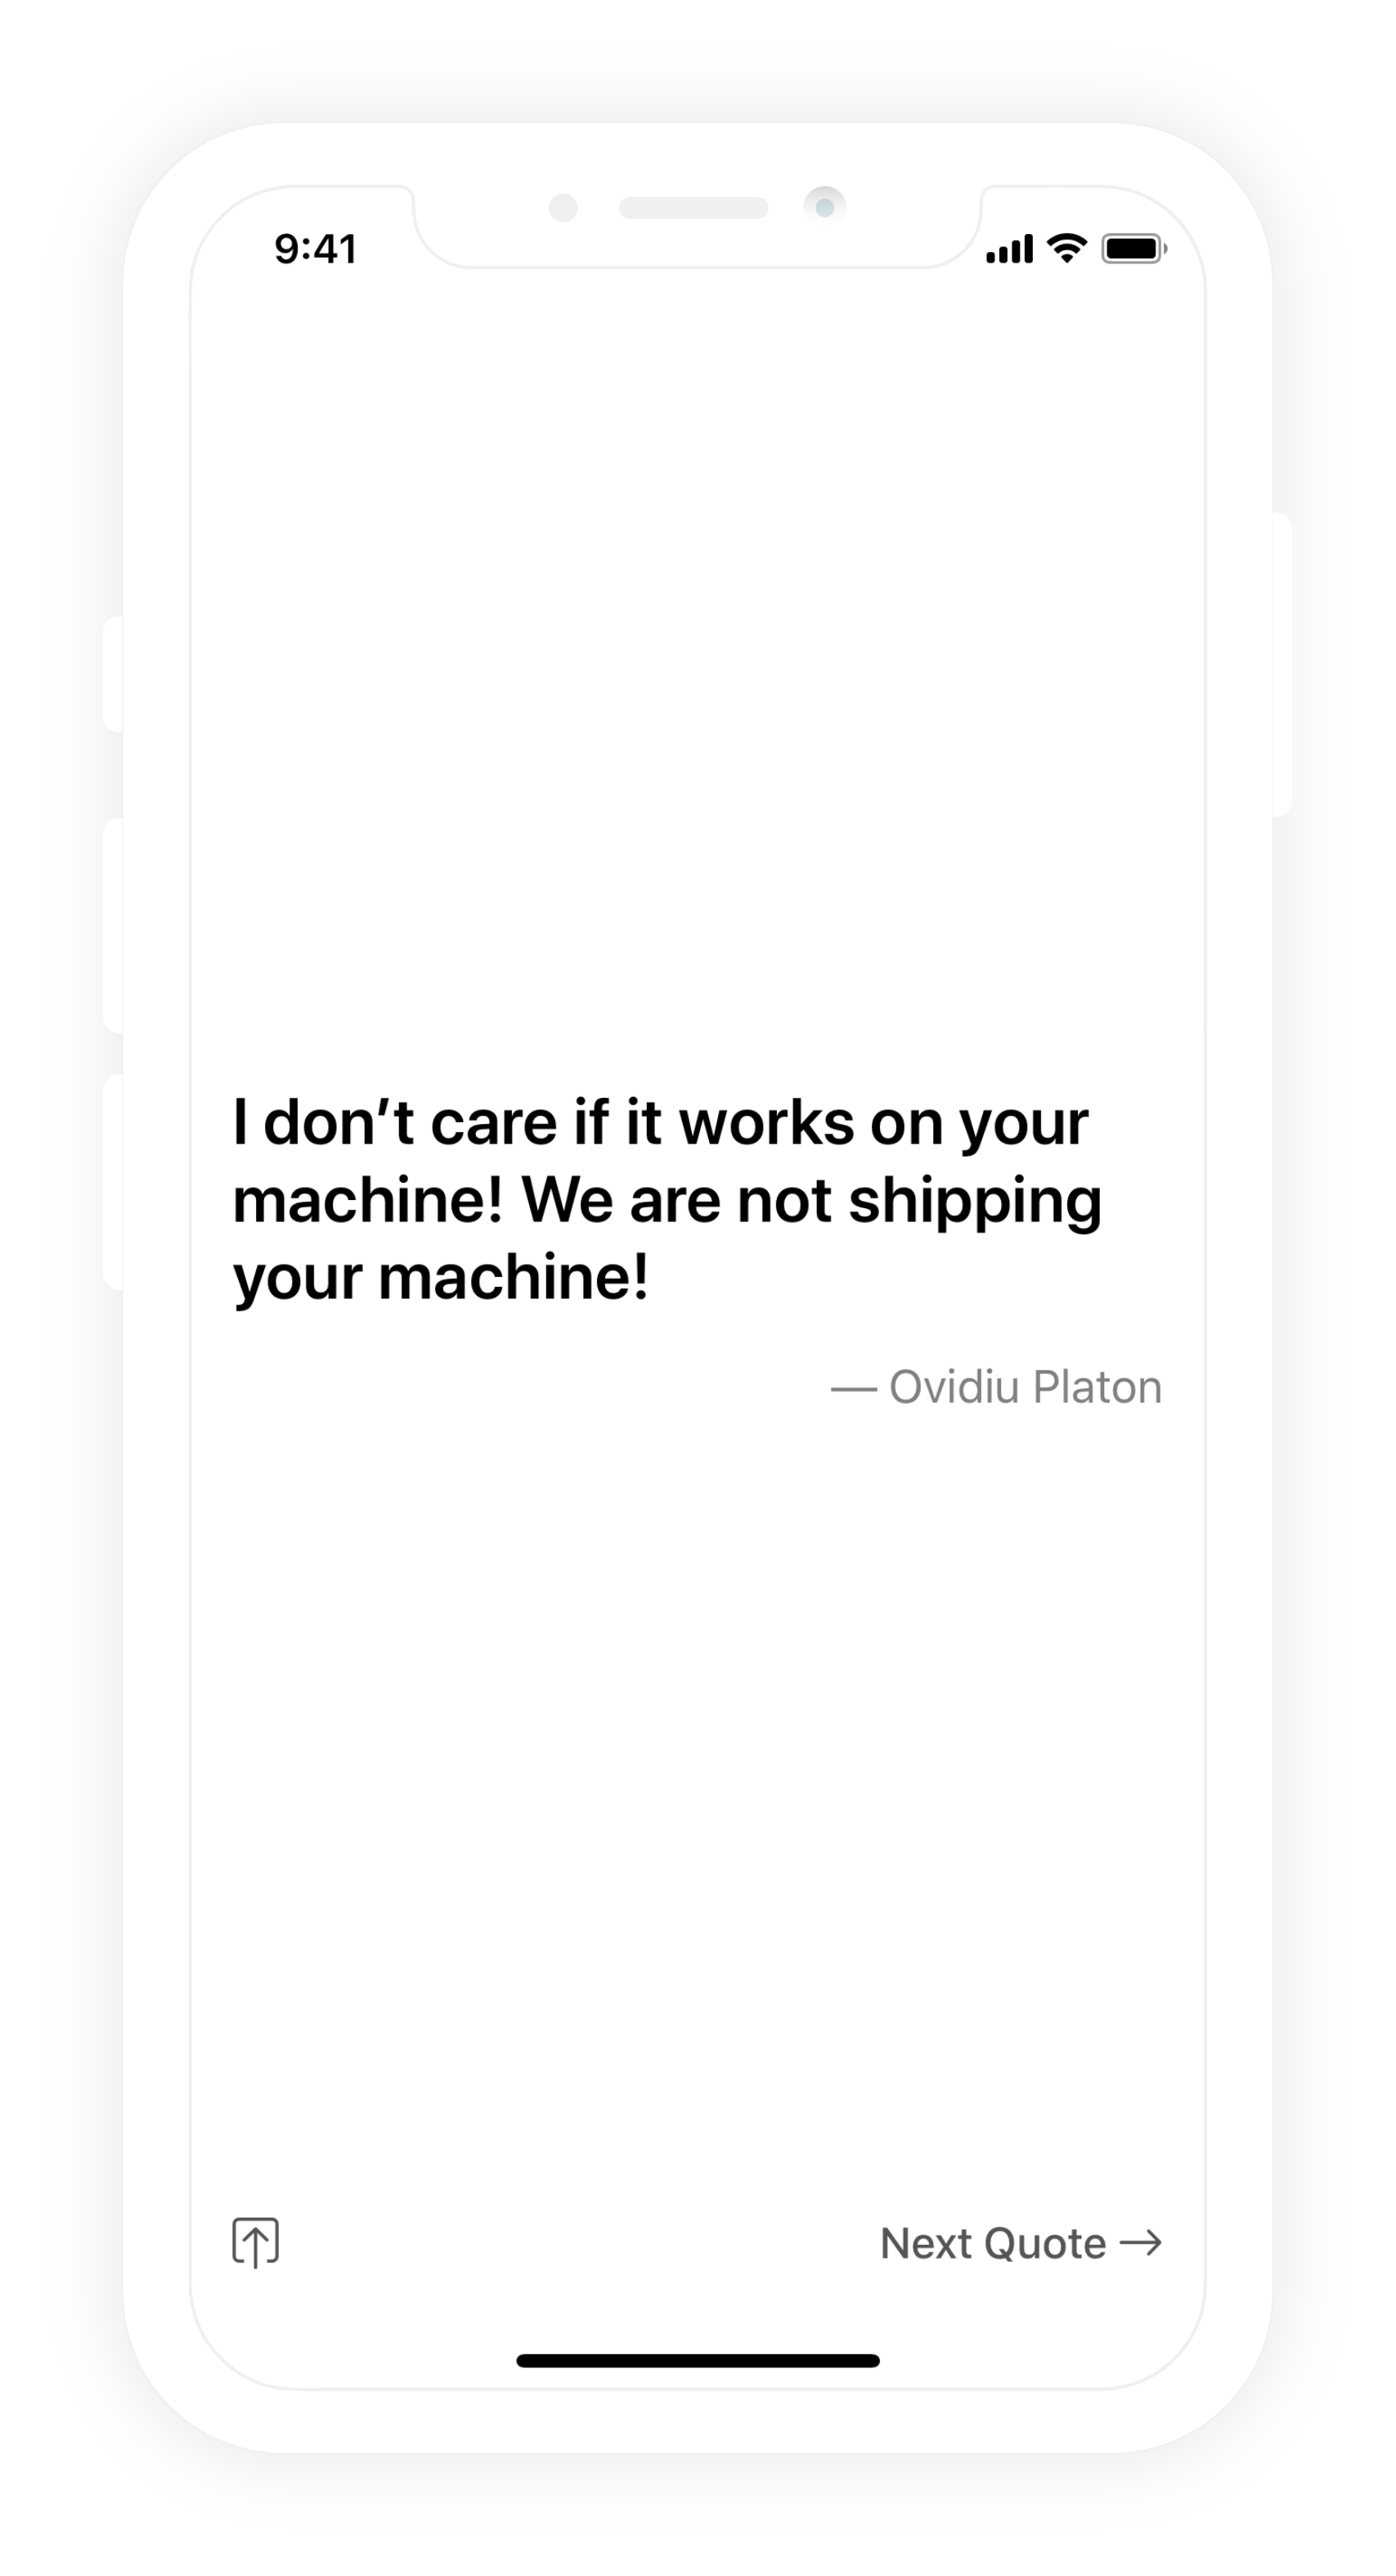 9:41
I don’t care if it works on your
machine! We are not shipping
your machine!
— Ovidiu Platon
Next Quote →